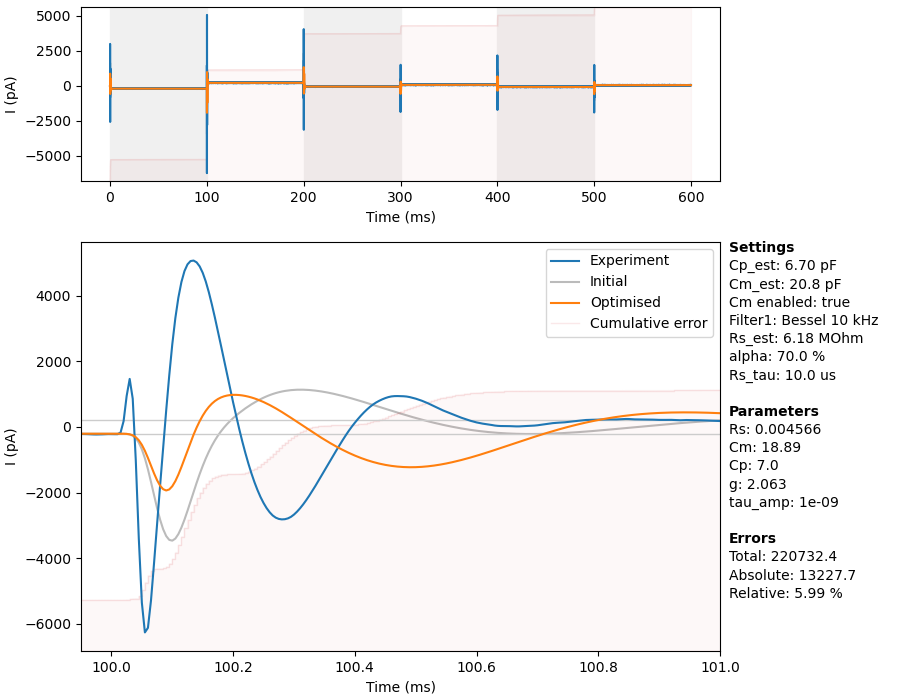 5000
2500
0
−2500
−5000
I (pA)
0 100 200 300 400 500 600
Time (ms)
4000
2000
0
−2000
−4000
−6000
I (pA)
100.0 100.2 100.4 100.6 100.8 101.0
Time (ms)
Experiment
Initial
Optimised
Cumulative error
Settings
Cp_est: 6.70 pF
Cm_est: 20.8 pF
Cm enabled: true
Filter1: Bessel 10 kHz
Rs_est: 6.18 MOhm
alpha: 70.0 %
Rs_tau: 10.0 us
Parameters
Rs: 0.004566
Cm: 18.89
Cp: 7.0
g: 2.063
tau_amp: 1e-09
Errors
Total: 220732.4
Absolute: 13227.7
Relative: 5.99 %